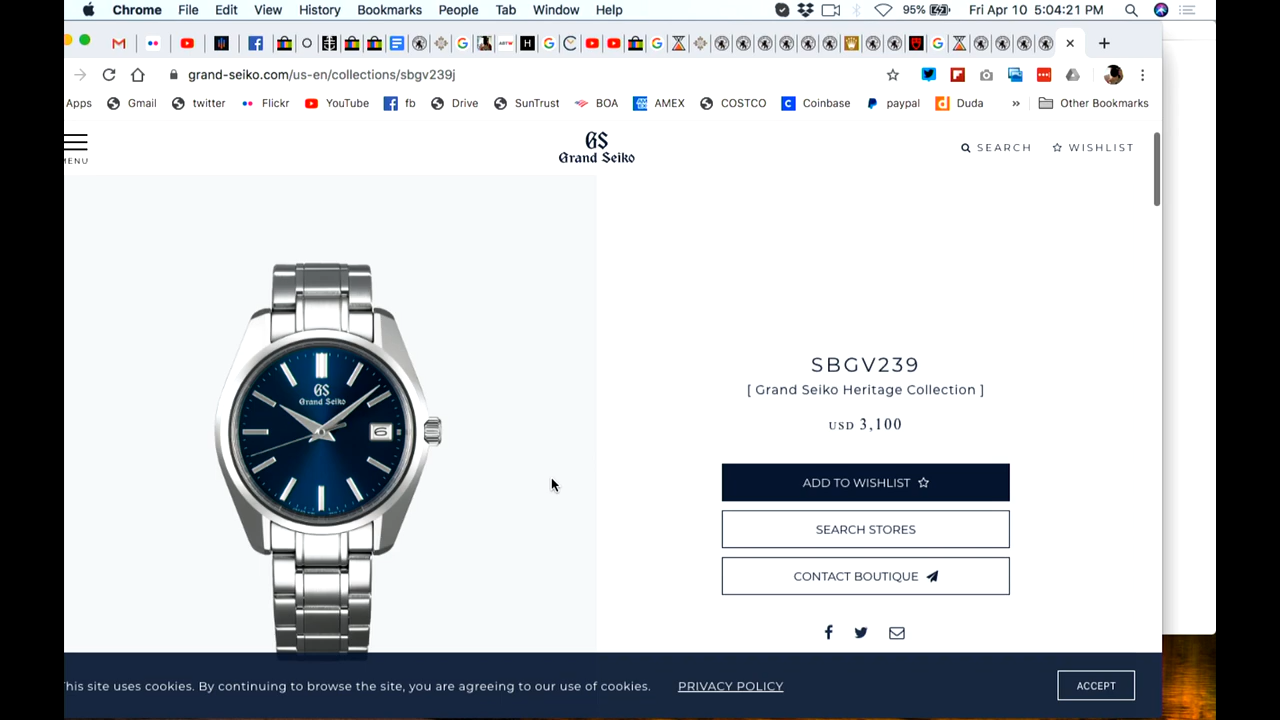 Chrome File Edit View History Bookmarks People Tab Window Help 95% Fri Apr 10 5:04:21 PM
grand-seiko.com/us-en/collections/sbgv239j
Apps Gmail twitter Flickr YouTube fb Drive SunTrust BOA AMEX COSTCO Coinbase paypal Duda » Other Bookmarks
MENU
GS
Grand Seiko
SEARCH WISHLIST
GS
Grand Seiko
6
SBGV239
[ Grand Seiko Heritage Collection ]
USD 3,100
ADD TO WISHLIST
SEARCH STORES
CONTACT BOUTIQUE
This site uses cookies. By continuing to browse the site, you are agreeing to our use of cookies. PRIVACY POLICY ACCEPT